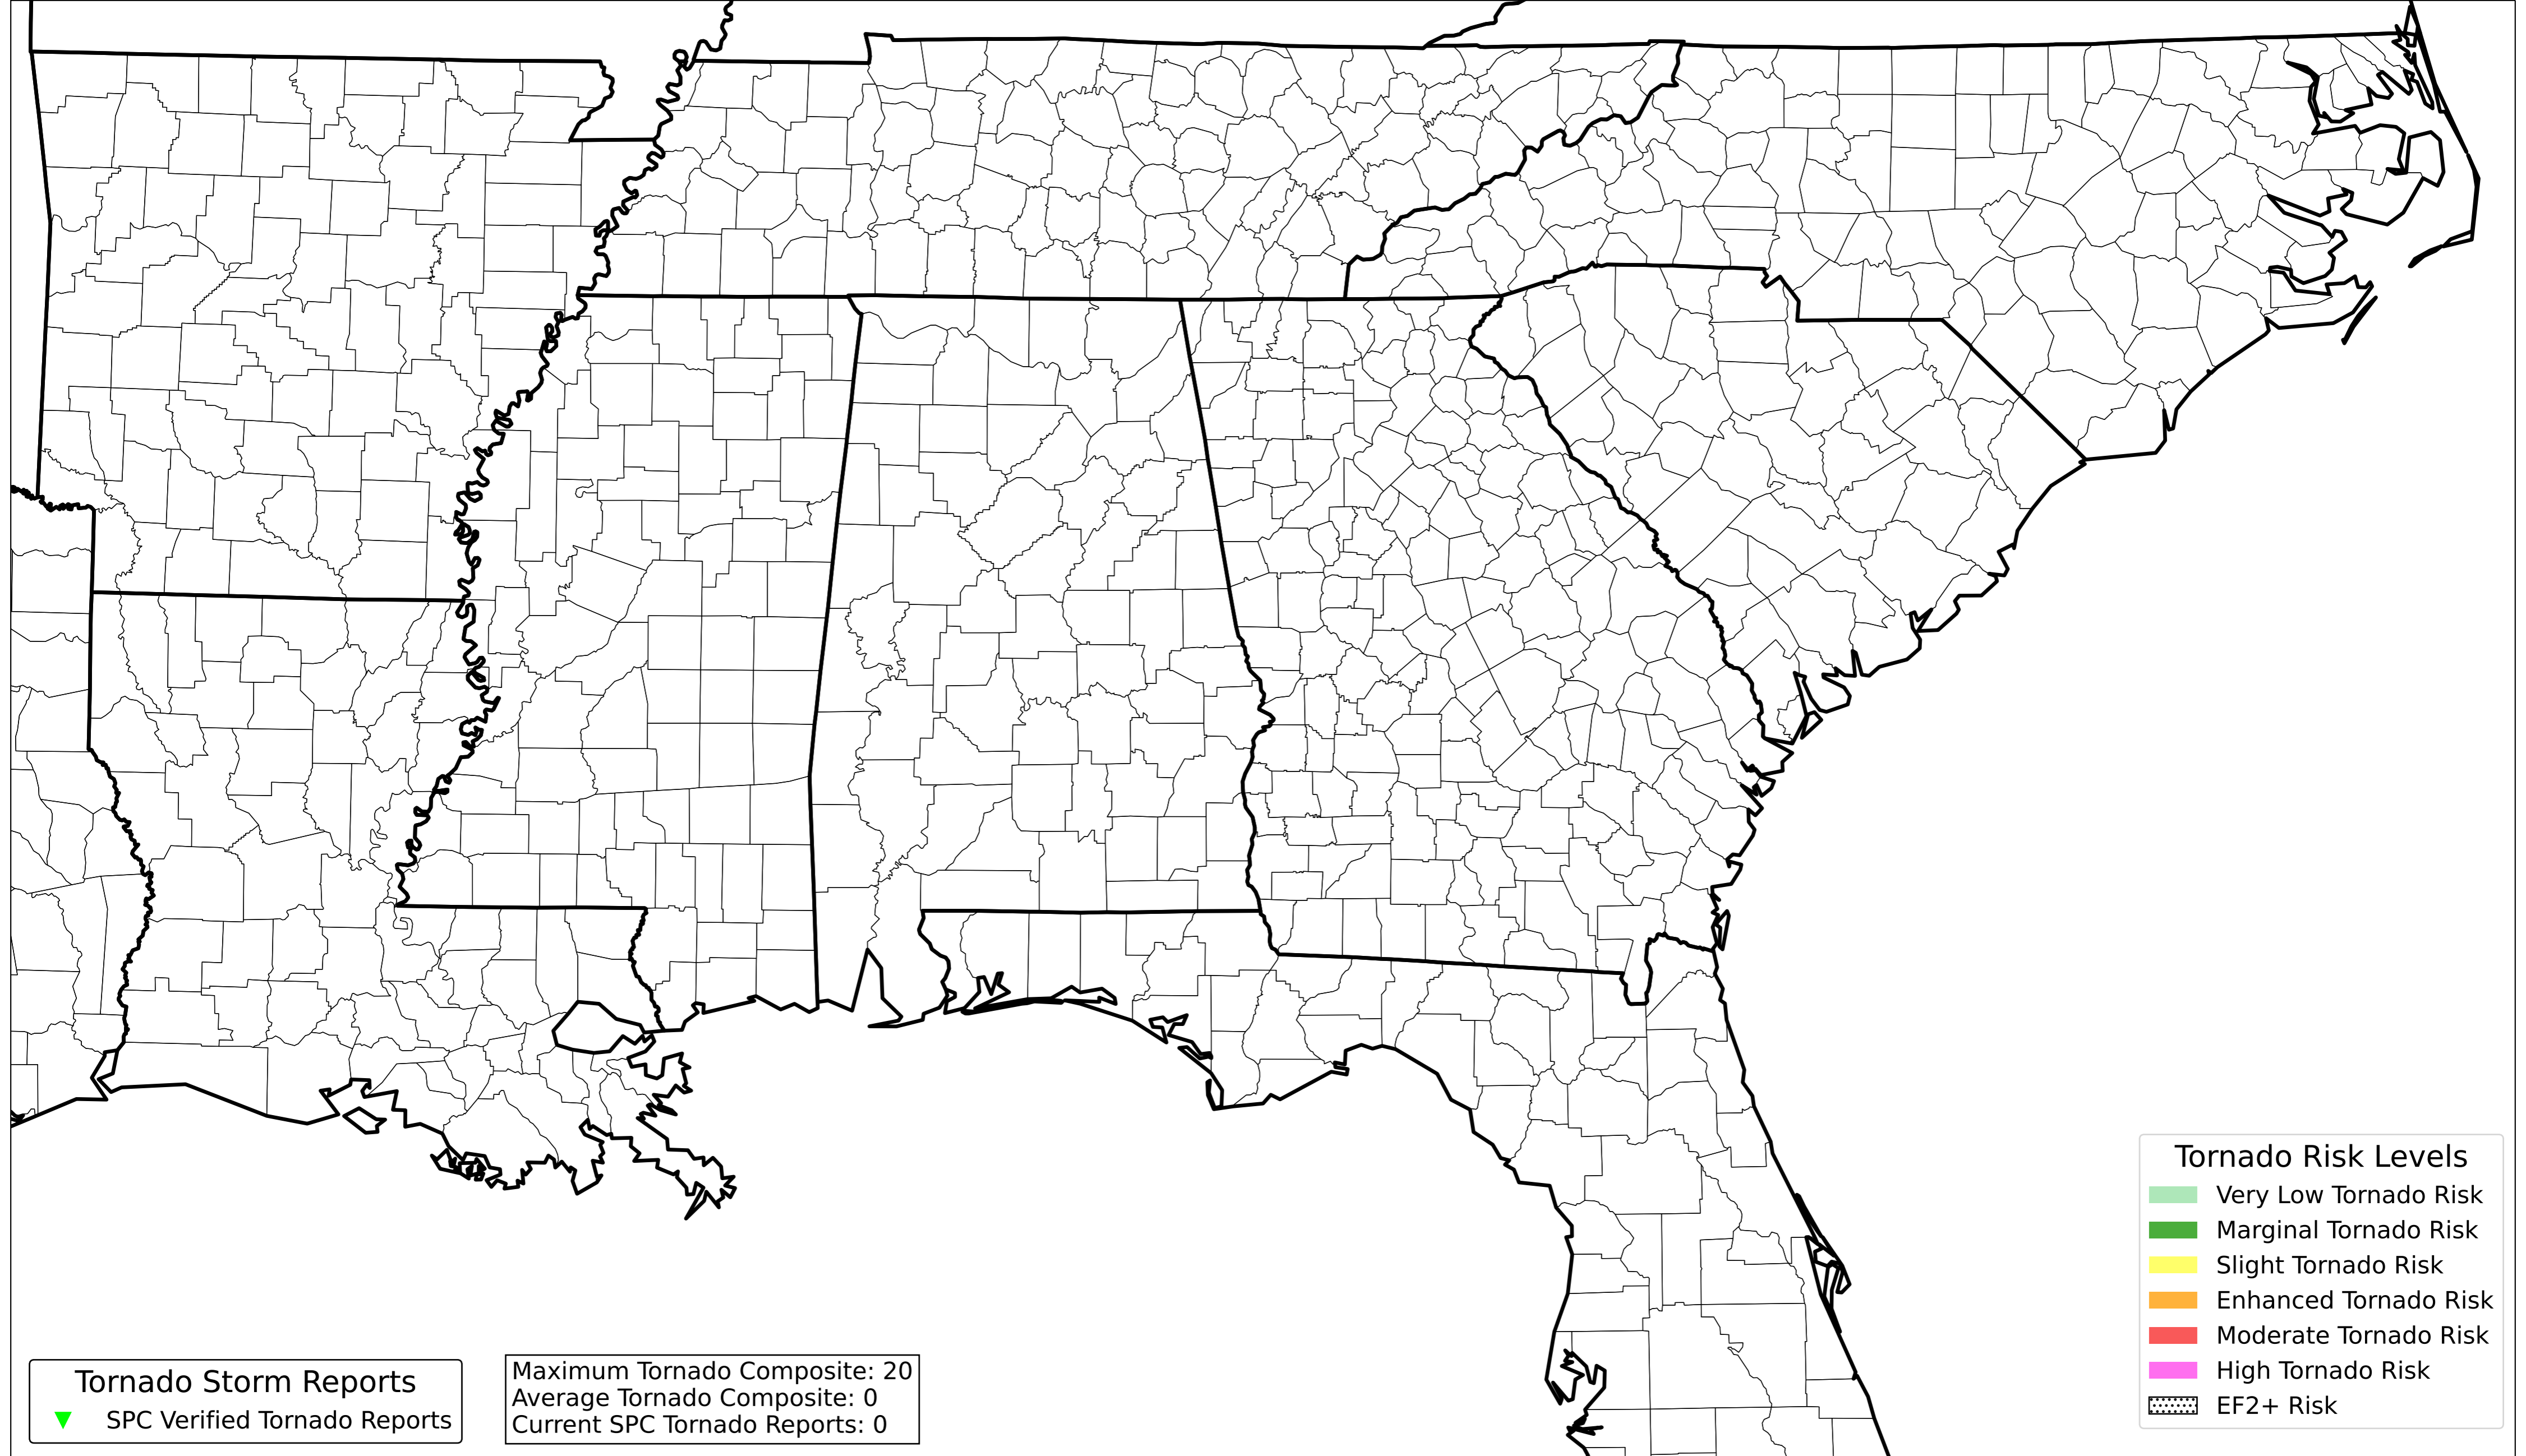 Tornado Storm Reports
SPC Verified Tornado Reports
Maximum Tornado Composite: 20
Average Tornado Composite: 0
Current SPC Tornado Reports: 0
Tornado Risk Levels
Very Low Tornado Risk
Marginal Tornado Risk
Slight Tornado Risk
Enhanced Tornado Risk
Moderate Tornado Risk
High Tornado Risk
EF2+ Risk